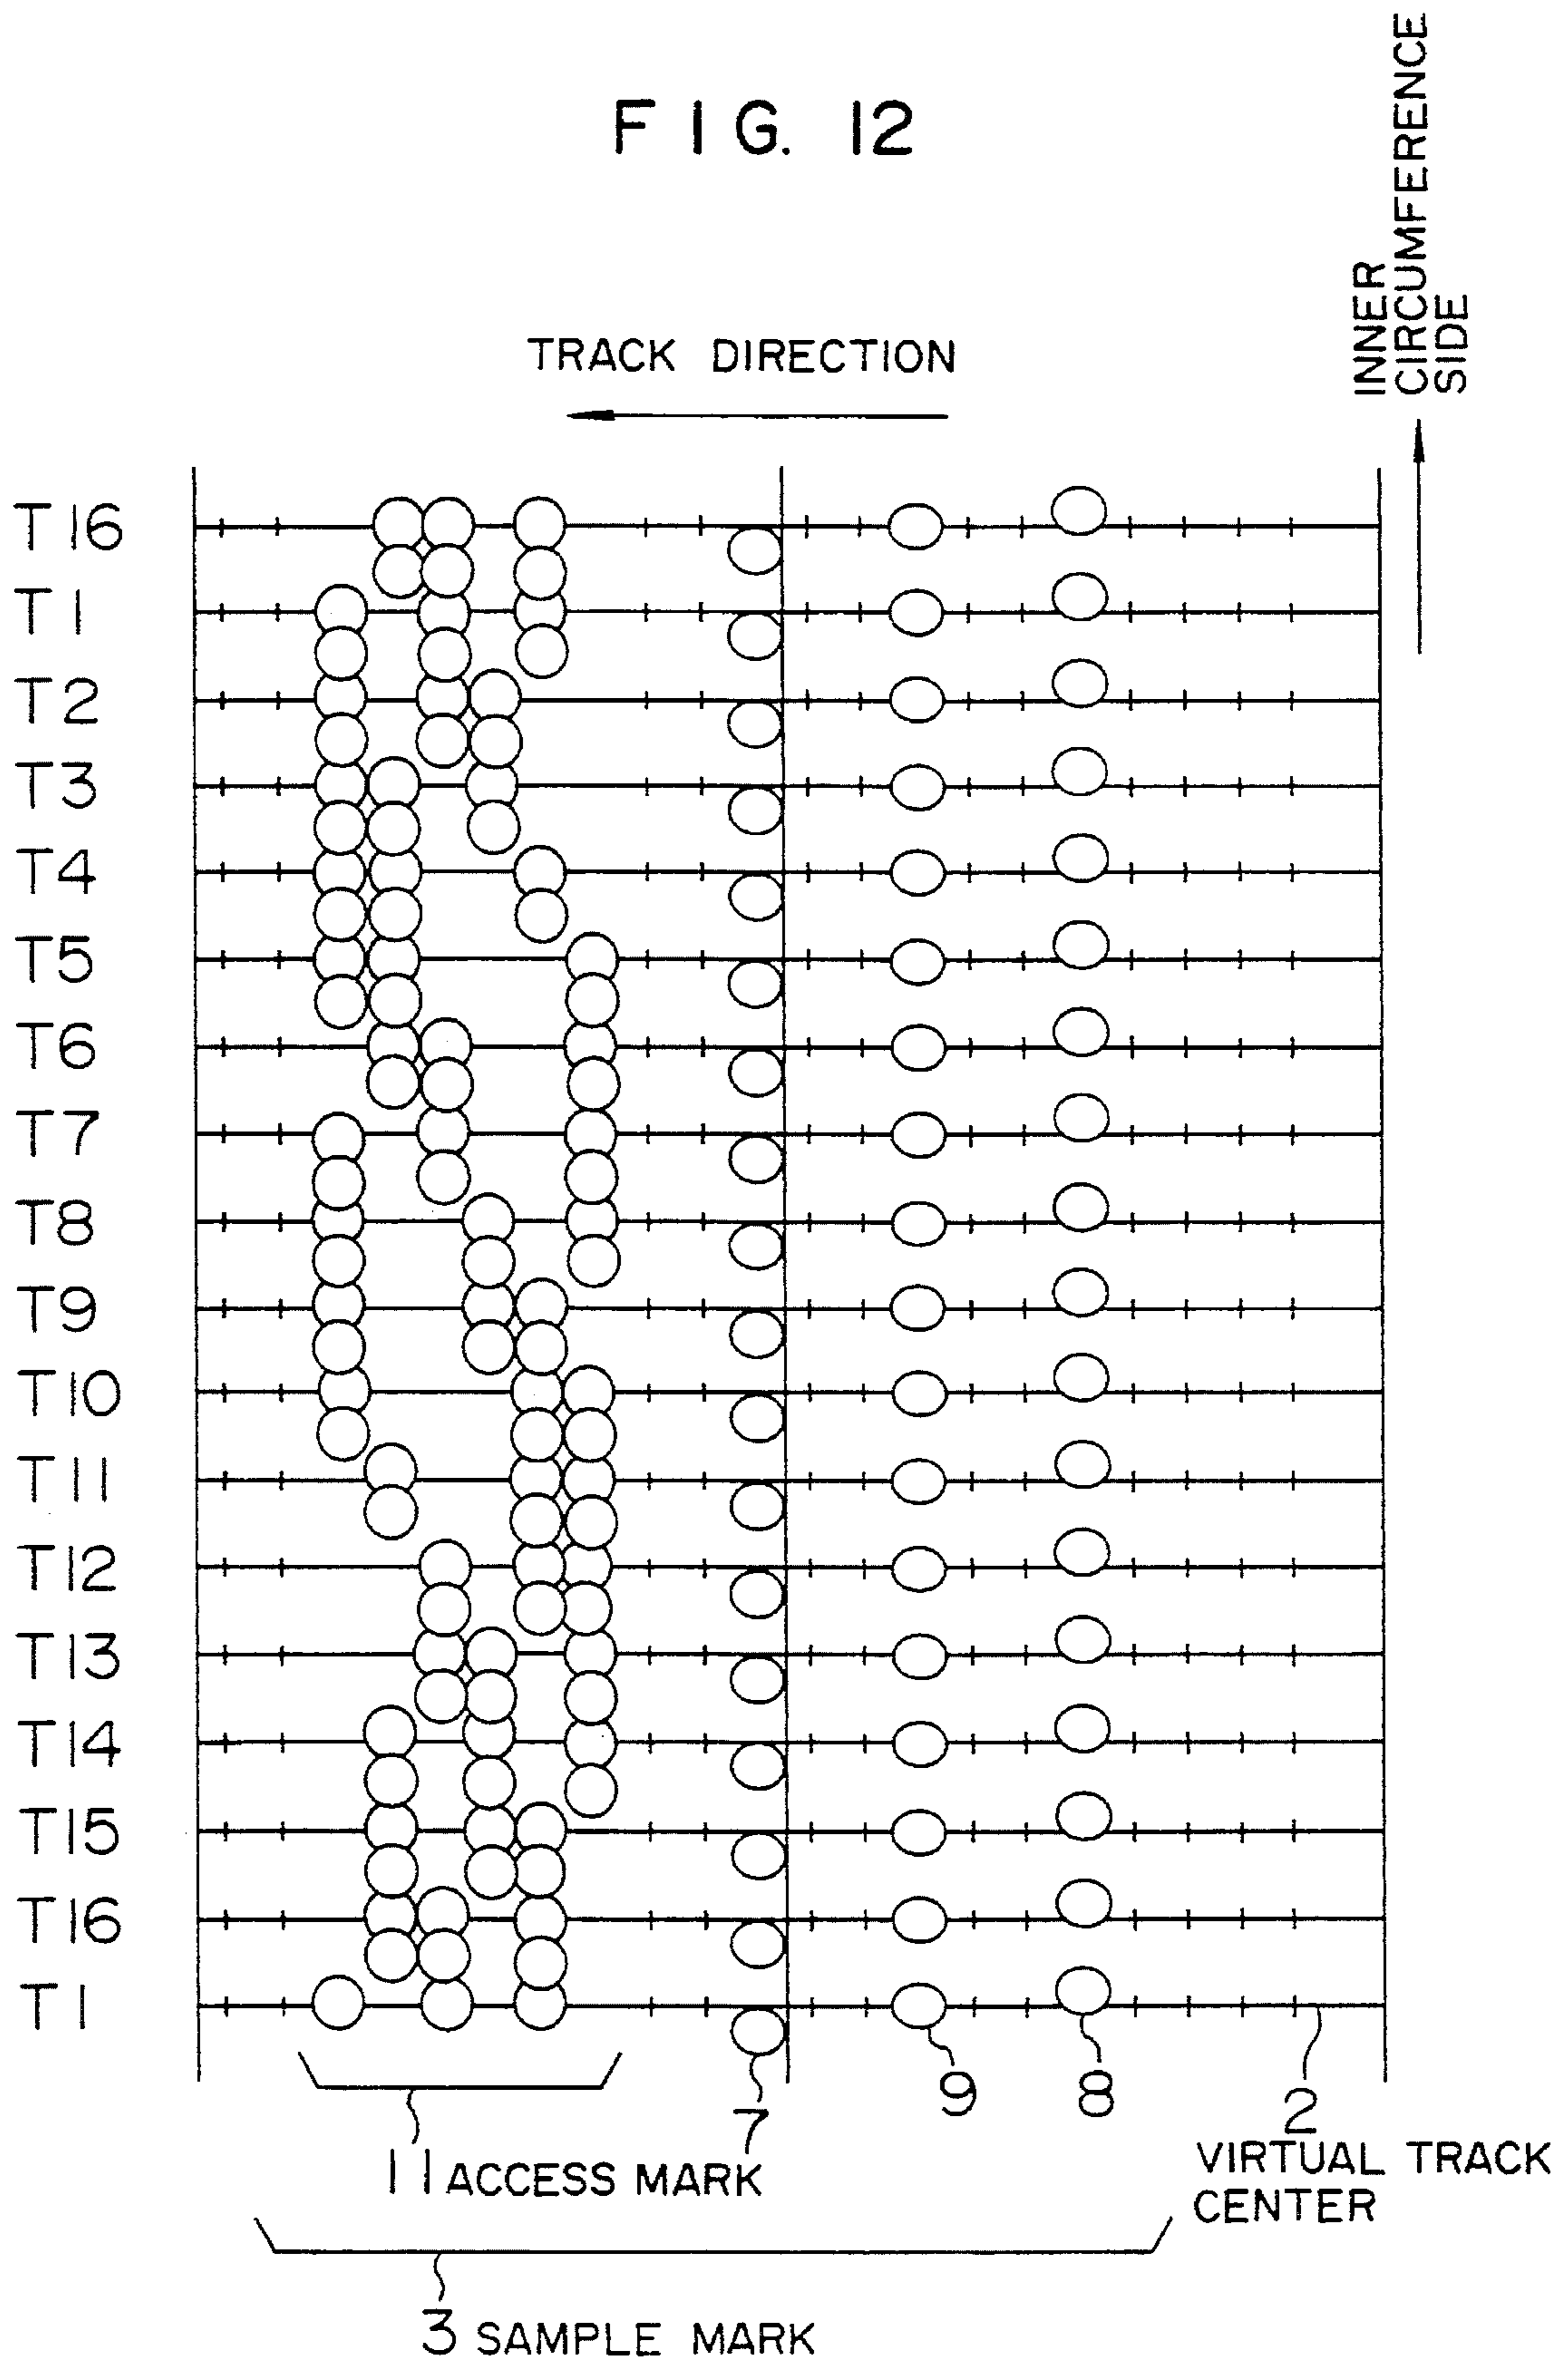 FIG. 12
INNER
CIRCUMFERENCE
SIDE
TRACK DIRECTION
T16
T1
T2
T3
T4
T5
T6
T7
T8
T9
T10
T11
T12
T13
T14
T15
T16
T1
7
9
8
2
VIRTUAL TRACK
CENTER
11 ACCESS MARK
3 SAMPLE MARK